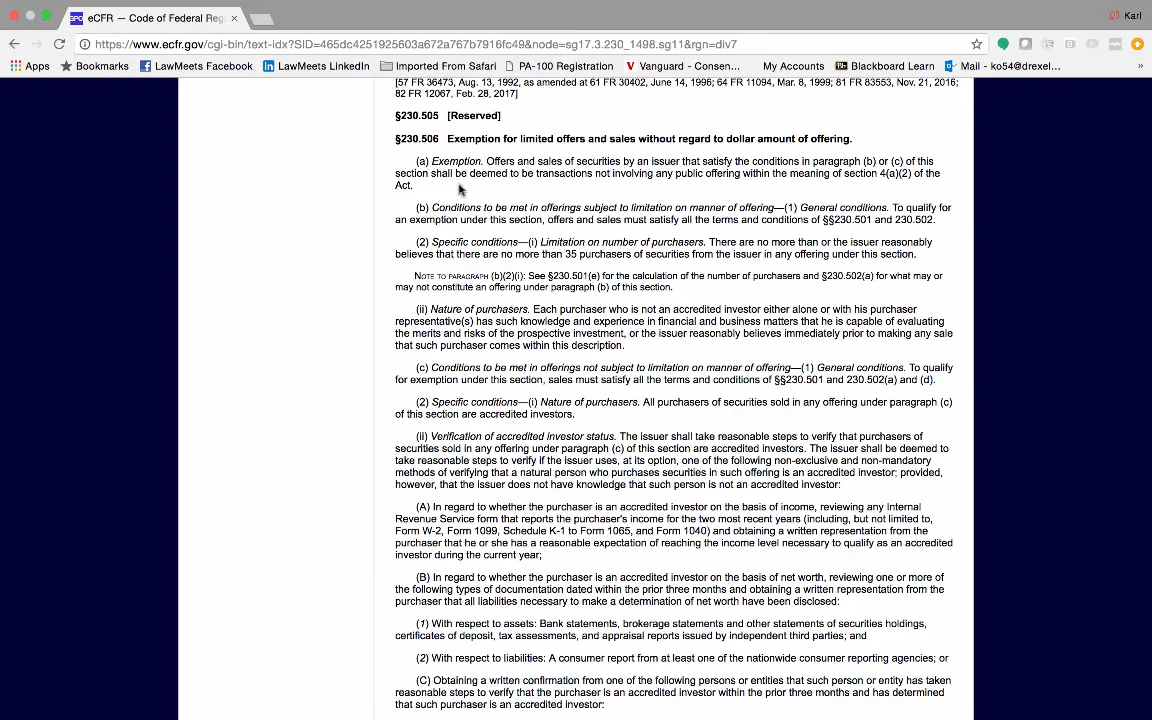 GPO eCFR — Code of Federal Reg ×
Karl
https://www.ecfr.gov/cgi-bin/text-idx?SID=465dc4251925603a672a767b7916fc49&node=sg17.3.230_1498.sg11&rgn=div7
Apps Bookmarks LawMeets Facebook LawMeets LinkedIn Imported From Safari PA-100 Registration Vanguard - Consen... My Accounts Blackboard Learn Mail - ko54@drexel... »
[57 FR 36473, Aug. 13, 1992, as amended at 61 FR 30402, June 14, 1996; 64 FR 11094, Mar. 8, 1999; 81 FR 83553, Nov. 21, 2016;
82 FR 12067, Feb. 28, 2017]
§230.505 [Reserved]
§230.506 Exemption for limited offers and sales without regard to dollar amount of offering.
(a) Exemption. Offers and sales of securities by an issuer that satisfy the conditions in paragraph (b) or (c) of this
section shall be deemed to be transactions not involving any public offering within the meaning of section 4(a)(2) of the
Act.
(b) Conditions to be met in offerings subject to limitation on manner of offering—(1) General conditions. To qualify for
an exemption under this section, offers and sales must satisfy all the terms and conditions of §§230.501 and 230.502.
(2) Specific conditions—(i) Limitation on number of purchasers. There are no more than or the issuer reasonably
believes that there are no more than 35 purchasers of securities from the issuer in any offering under this section.
NOTE TO PARAGRAPH (b)(2)(i): See §230.501(e) for the calculation of the number of purchasers and §230.502(a) for what may or
may not constitute an offering under paragraph (b) of this section.
(ii) Nature of purchasers. Each purchaser who is not an accredited investor either alone or with his purchaser
representative(s) has such knowledge and experience in financial and business matters that he is capable of evaluating
the merits and risks of the prospective investment, or the issuer reasonably believes immediately prior to making any sale
that such purchaser comes within this description.
(c) Conditions to be met in offerings not subject to limitation on manner of offering—(1) General conditions. To qualify
for exemption under this section, sales must satisfy all the terms and conditions of §§230.501 and 230.502(a) and (d).
(2) Specific conditions—(i) Nature of purchasers. All purchasers of securities sold in any offering under paragraph (c)
of this section are accredited investors.
(ii) Verification of accredited investor status. The issuer shall take reasonable steps to verify that purchasers of
securities sold in any offering under paragraph (c) of this section are accredited investors. The issuer shall be deemed to
take reasonable steps to verify if the issuer uses, at its option, one of the following non-exclusive and non-mandatory
methods of verifying that a natural person who purchases securities in such offering is an accredited investor; provided,
however, that the issuer does not have knowledge that such person is not an accredited investor:
(A) In regard to whether the purchaser is an accredited investor on the basis of income, reviewing any Internal
Revenue Service form that reports the purchaser's income for the two most recent years (including, but not limited to,
Form W-2, Form 1099, Schedule K-1 to Form 1065, and Form 1040) and obtaining a written representation from the
purchaser that he or she has a reasonable expectation of reaching the income level necessary to qualify as an accredited
investor during the current year;
(B) In regard to whether the purchaser is an accredited investor on the basis of net worth, reviewing one or more of
the following types of documentation dated within the prior three months and obtaining a written representation from the
purchaser that all liabilities necessary to make a determination of net worth have been disclosed:
(1) With respect to assets: Bank statements, brokerage statements and other statements of securities holdings,
certificates of deposit, tax assessments, and appraisal reports issued by independent third parties; and
(2) With respect to liabilities: A consumer report from at least one of the nationwide consumer reporting agencies; or
(C) Obtaining a written confirmation from one of the following persons or entities that such person or entity has taken
reasonable steps to verify that the purchaser is an accredited investor within the prior three months and has determined
that such purchaser is an accredited investor: